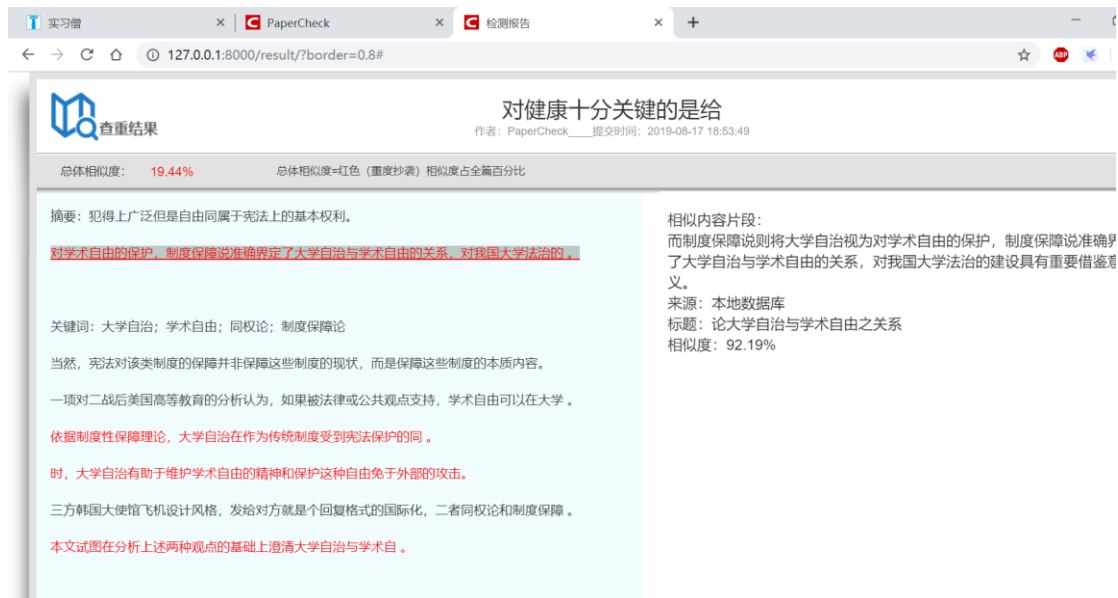 实习僧
PaperCheck
检测报告
127.0.0.1:8000/result/?border=0.8#
ABP
查重结果
对健康十分关键的是给
作者：PaperCheck____提交时间：2019-08-17 18:53:49
总体相似度： 19.44% 总体相似度=红色（重度抄袭）相似度占全篇百分比
摘要：犯得上广泛但是自由同属于宪法上的基本权利。
对学术自由的保护，制度保障说准确界定了大学自治与学术自由的关系，对我国大学法治的 。
关键词：大学自治；学术自由；同权论；制度保障论
当然，宪法对该类制度的保障并非保障这些制度的现状，而是保障这些制度的本质内容。
一项对二战后美国高等教育的分析认为，如果被法律或公共观点支持，学术自由可以在大学 。
依据制度性保障理论，大学自治在作为传统制度受到宪法保护的同 。
时，大学自治有助于维护学术自由的精神和保护这种自由免于外部的攻击。
三方韩国大使馆飞机设计风格，发给对方就是个回复格式的国际化，二者同权论和制度保障 。
本文试图在分析上述两种观点的基础上澄清大学自治与学术自 。
相似内容片段：
而制度保障说则将大学自治视为对学术自由的保护，制度保障说准确界
了大学自治与学术自由的关系，对我国大学法治的建设具有重要借鉴意
义。
来源：本地数据库
标题：论大学自治与学术自由之关系
相似度：92.19%